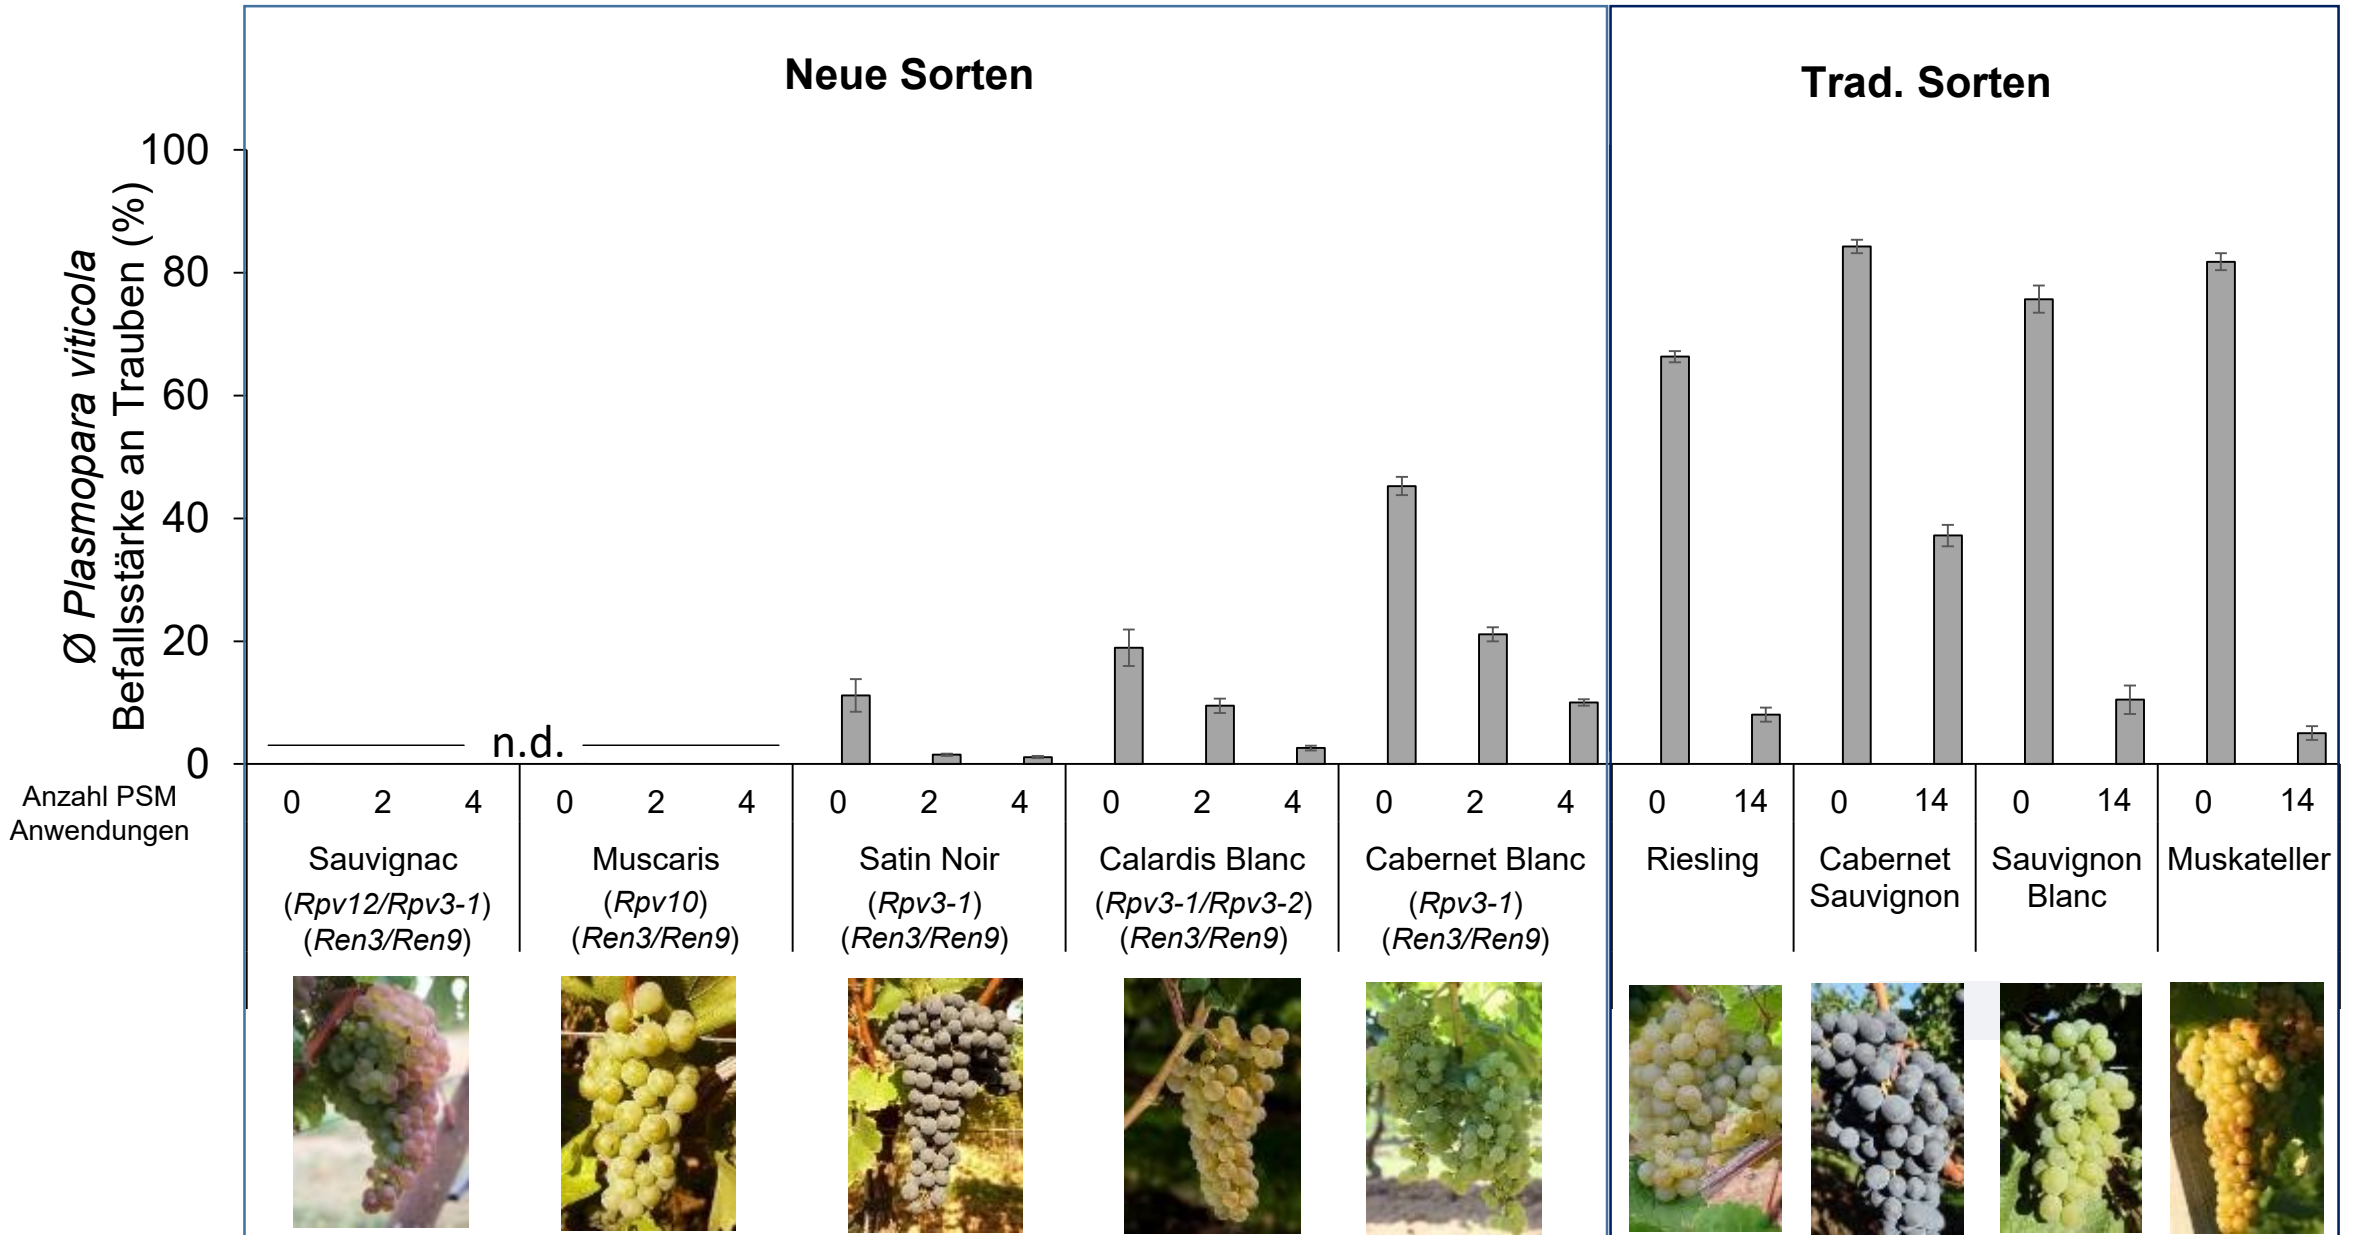 Neue Sorten
Trad. Sorten
Ø Plasmopara viticola
Befallsstärke an Trauben (%)
100
80
60
40
20
0
n.d.
Anzahl PSM
Anwendungen
0 2 4 0 2 4 0 2 4 0 2 4 0 2 4 0 14 0 14 0 14 0 14
Sauvignac
(Rpv12/Rpv3-1)
(Ren3/Ren9)
Muscaris
(Rpv10)
(Ren3/Ren9)
Satin Noir
(Rpv3-1)
(Ren3/Ren9)
Calardis Blanc
(Rpv3-1/Rpv3-2)
(Ren3/Ren9)
Cabernet Blanc
(Rpv3-1)
(Ren3/Ren9)
Riesling
Cabernet
Sauvignon
Sauvignon
Blanc
Muskateller